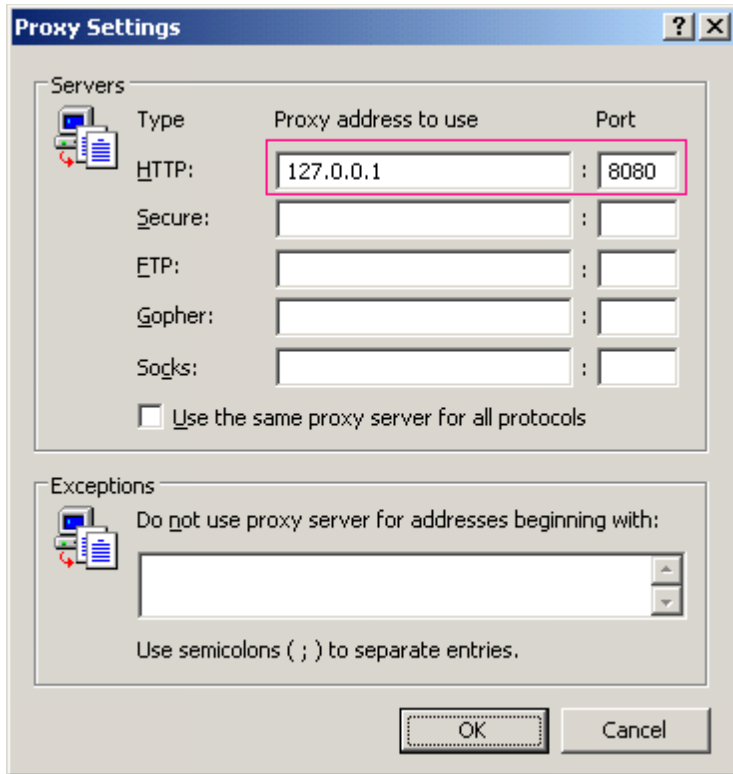 Proxy Settings
Servers
Type Proxy address to use Port
HTTP: 127.0.0.1 : 8080
Secure: :
FTP: :
Gopher: :
Socks: :
Use the same proxy server for all protocols
Exceptions
Do not use proxy server for addresses beginning with:
Use semicolons ( ; ) to separate entries.
OK Cancel